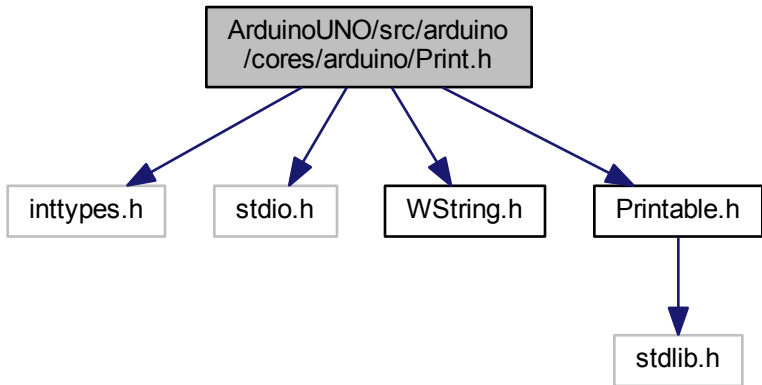 ArduinoUNO/src/arduino
/cores/arduino/Print.h
inttypes.h
stdio.h
WString.h
Printable.h
stdlib.h